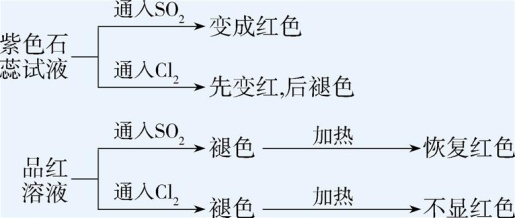 通入SO₂
变成红色
紫色石
蕊试液
通入Cl₂
先变红,后褪色
通入SO₂
褪色
加热
恢复红色
品红
溶液
通入Cl₂
褪色
加热
不显红色